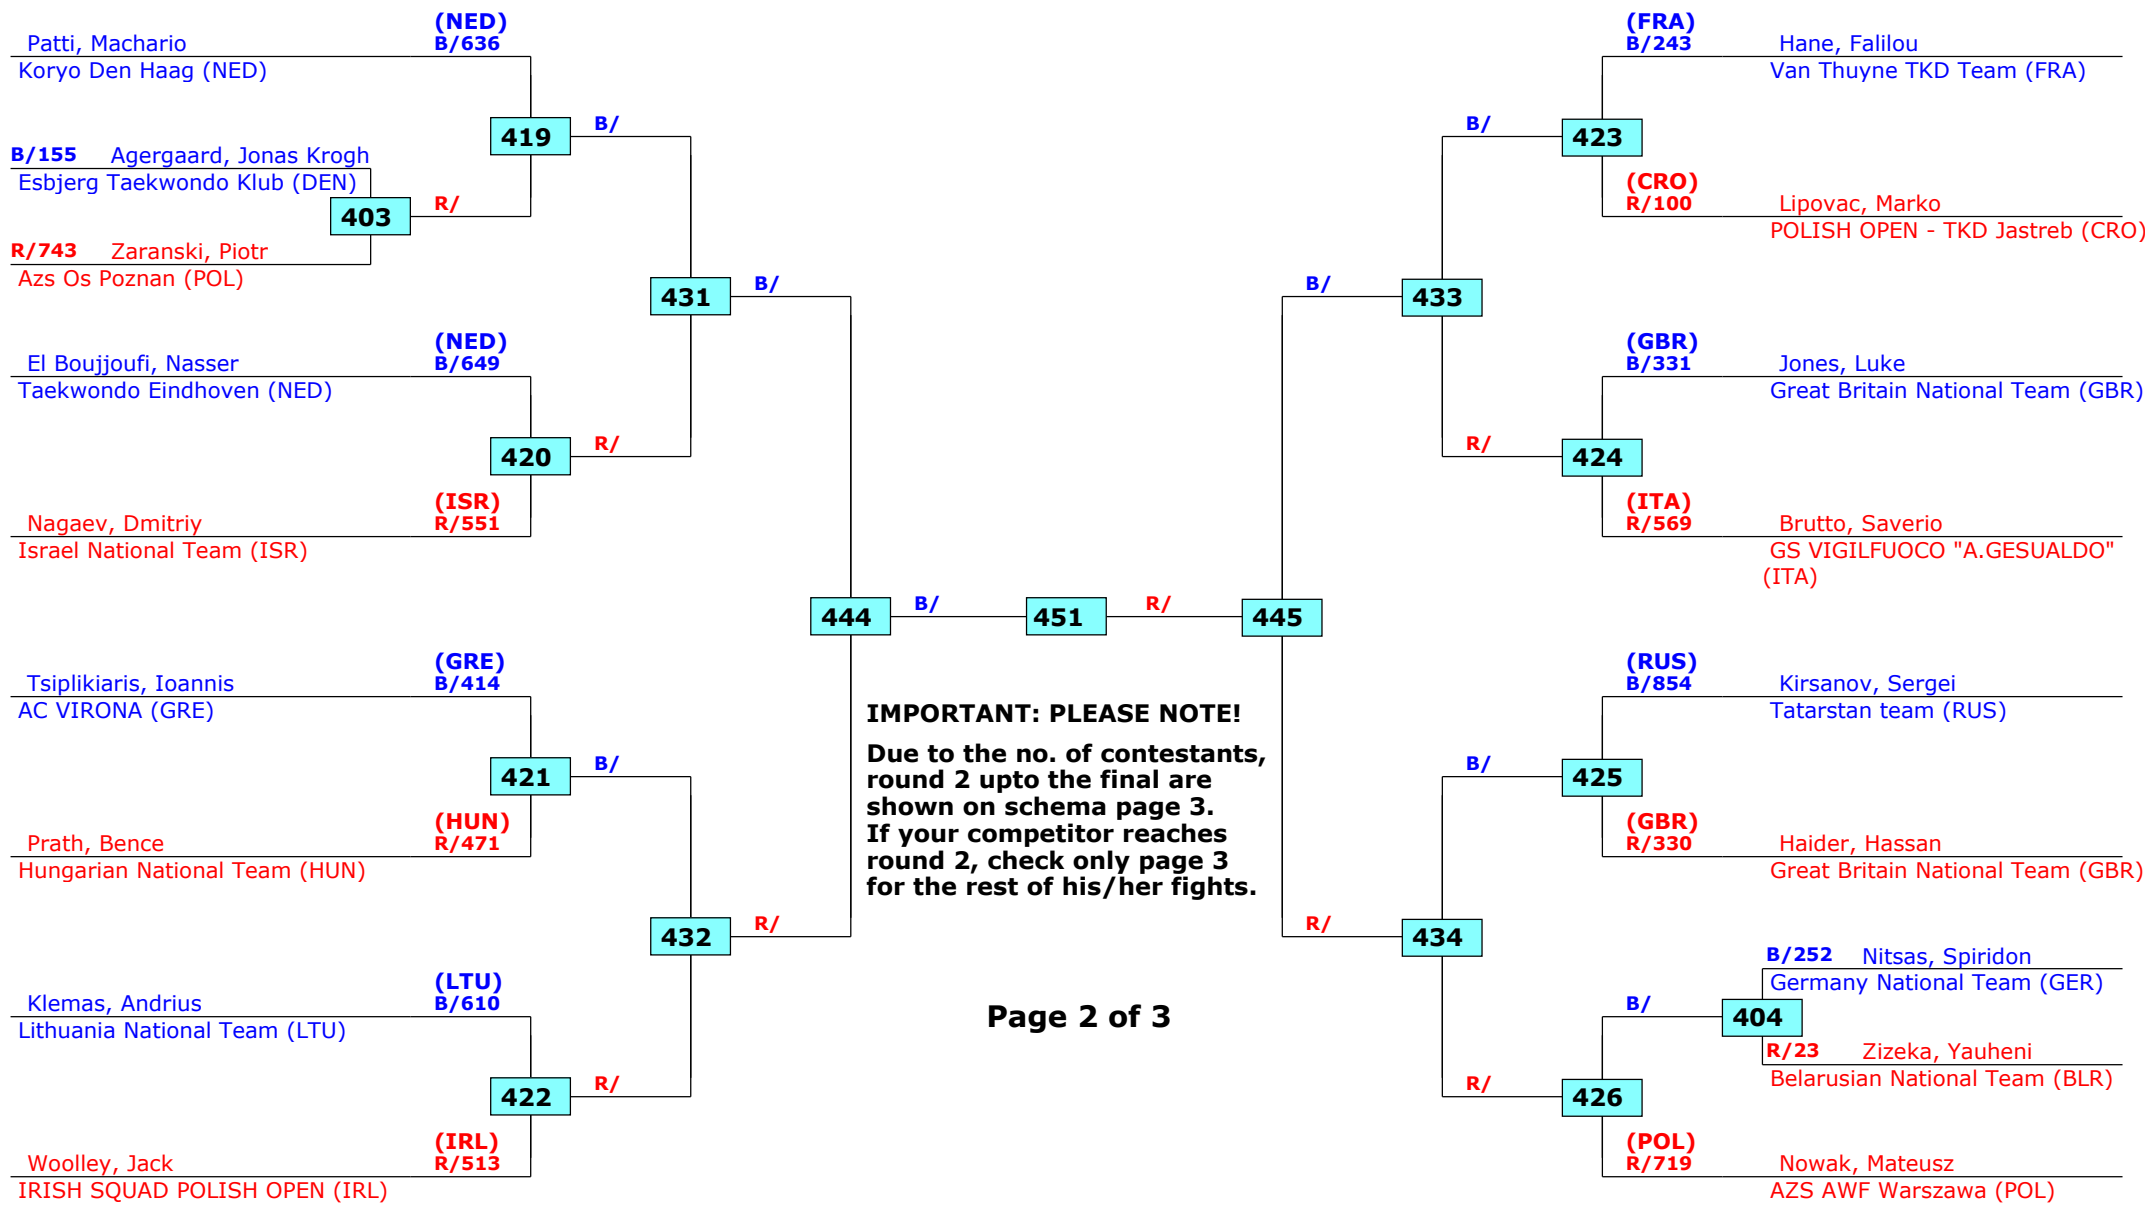 (NED)
Patti, Machario B/636
Koryo Den Haag (NED)
419
B/
B/155 Agergaard, Jonas Krogh
Esbjerg Taekwondo Klub (DEN)
403
R/
R/743 Zaranski, Piotr
Azs Os Poznan (POL)
431
B/
(NED)
El Boujjoufi, Nasser B/649
Taekwondo Eindhoven (NED)
420
R/
(ISR)
Nagaev, Dmitriy R/551
Israel National Team (ISR)
444
B/
451
R/
445
(GRE)
Tsiplikiaris, Ioannis B/414
AC VIRONA (GRE)
421
B/
(HUN)
Prath, Bence R/471
Hungarian National Team (HUN)
432
R/
(LTU)
Klemas, Andrius B/610
Lithuania National Team (LTU)
422
R/
(IRL)
Woolley, Jack R/513
IRISH SQUAD POLISH OPEN (IRL)
IMPORTANT: PLEASE NOTE!
Due to the no. of contestants,
round 2 upto the final are
shown on schema page 3.
If your competitor reaches
round 2, check only page 3
for the rest of his/her fights.
Page 2 of 3
(FRA)
B/243 Hane, Falilou
Van Thuyne TKD Team (FRA)
B/
423
(CRO)
R/100 Lipovac, Marko
POLISH OPEN - TKD Jastreb (CRO)
B/
433
(GBR)
B/331 Jones, Luke
Great Britain National Team (GBR)
R/
424
(ITA)
R/569 Brutto, Saverio
GS VIGILFUOCO "A.GESUALDO"
(ITA)
(RUS)
B/854 Kirsanov, Sergei
Tatarstan team (RUS)
B/
425
(GBR)
R/330 Haider, Hassan
Great Britain National Team (GBR)
R/
434
B/252 Nitsas, Spiridon
Germany National Team (GER)
B/
404
R/23 Zizeka, Yauheni
Belarusian National Team (BLR)
R/
426
(POL)
R/719 Nowak, Mateusz
AZS AWF Warszawa (POL)